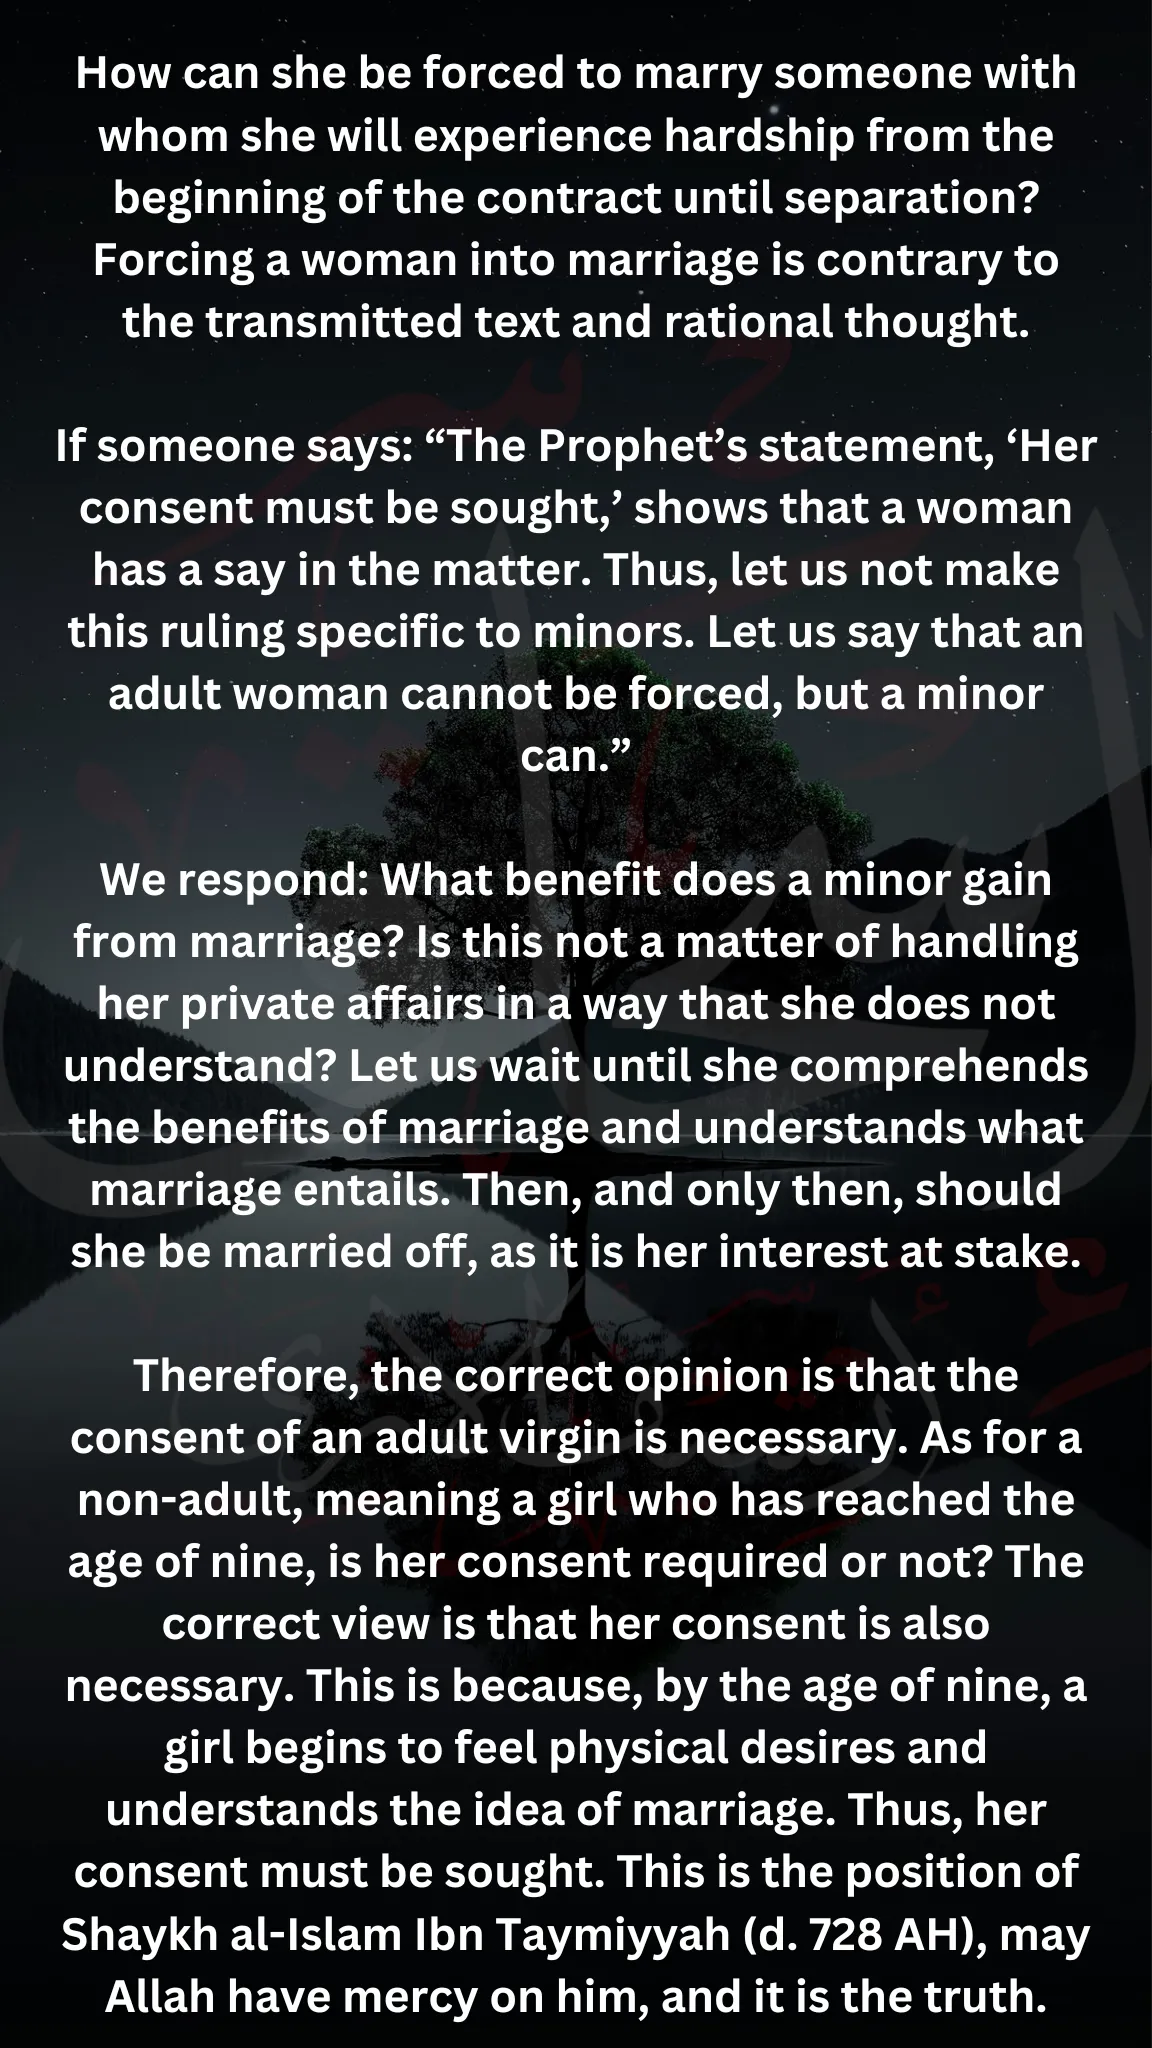 How can she be forced to marry someone with
whom she will experience hardship from the
beginning of the contract until separation?
Forcing a woman into marriage is contrary to
the transmitted text and rational thought.
If someone says: “The Prophet’s statement, ‘Her
consent must be sought,’ shows that a woman
has a say in the matter. Thus, let us not make
this ruling specific to minors. Let us say that an
adult woman cannot be forced, but a minor
can.”
We respond: What benefit does a minor gain
from marriage? Is this not a matter of handling
her private affairs in a way that she does not
understand? Let us wait until she comprehends
the benefits of marriage and understands what
marriage entails. Then, and only then, should
she be married off, as it is her interest at stake.
Therefore, the correct opinion is that the
consent of an adult virgin is necessary. As for a
non-adult, meaning a girl who has reached the
age of nine, is her consent required or not? The
correct view is that her consent is also
necessary. This is because, by the age of nine, a
girl begins to feel physical desires and
understands the idea of marriage. Thus, her
consent must be sought. This is the position of
Shaykh al-Islam Ibn Taymiyyah (d. 728 AH), may
Allah have mercy on him, and it is the truth.